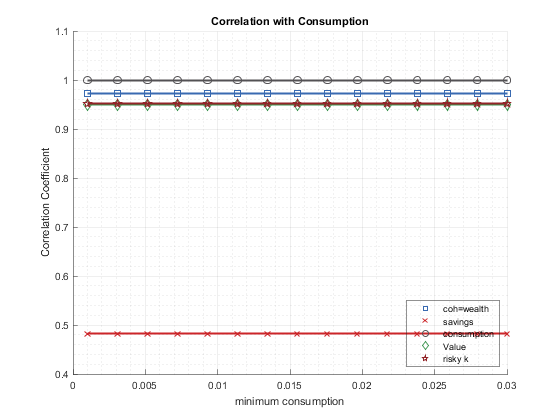 Correlation with Consumption
1.1
1
0.9
0.8
0.7
0.6
0.5
0.4
Correlation Coefficient
coh=wealth
savings
consumption
Value
risky k
0
0.005
0.01
0.015
0.02
0.025
0.03
minimum consumption